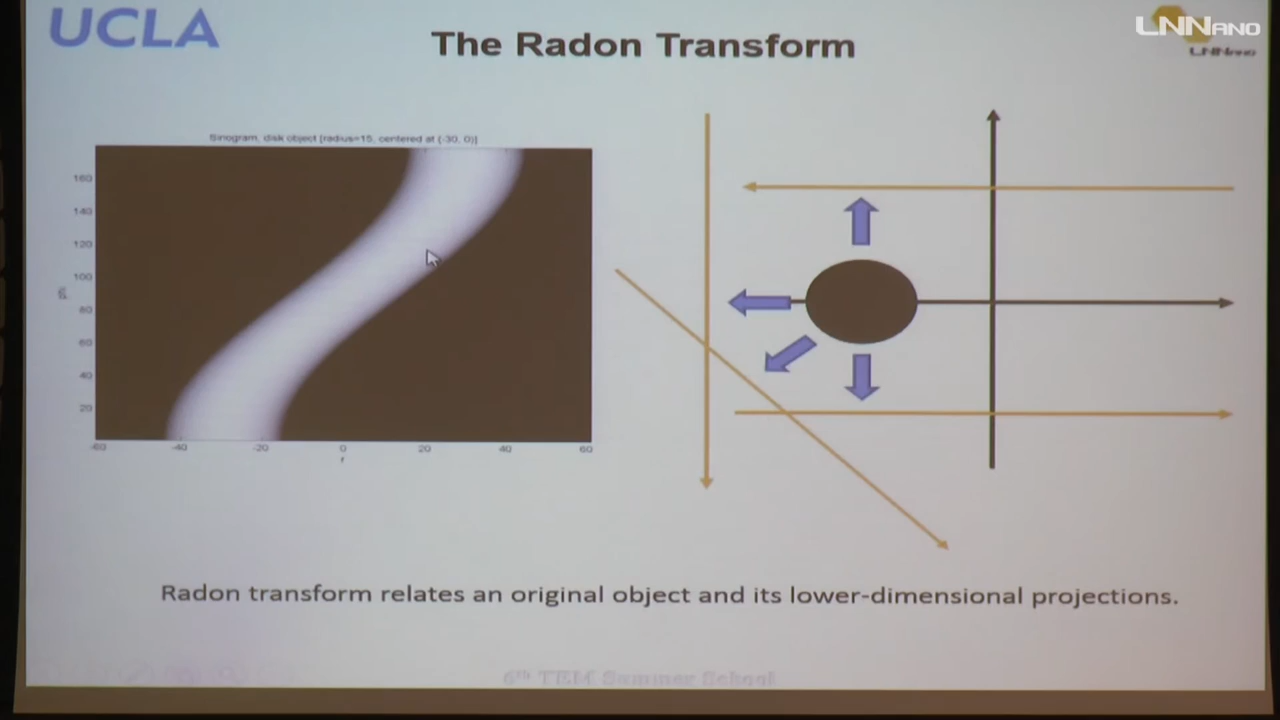 UCLA
The Radon Transform
LNNANO
LNNano
Sinogram, disk object [radius=15, centered at (-30, 0)]
160
140
120
100
80
60
40
20
phi
-60 -40 -20 0 20 40 60
r
Radon transform relates an original object and its lower-dimensional projections.
6th TEM Summer School